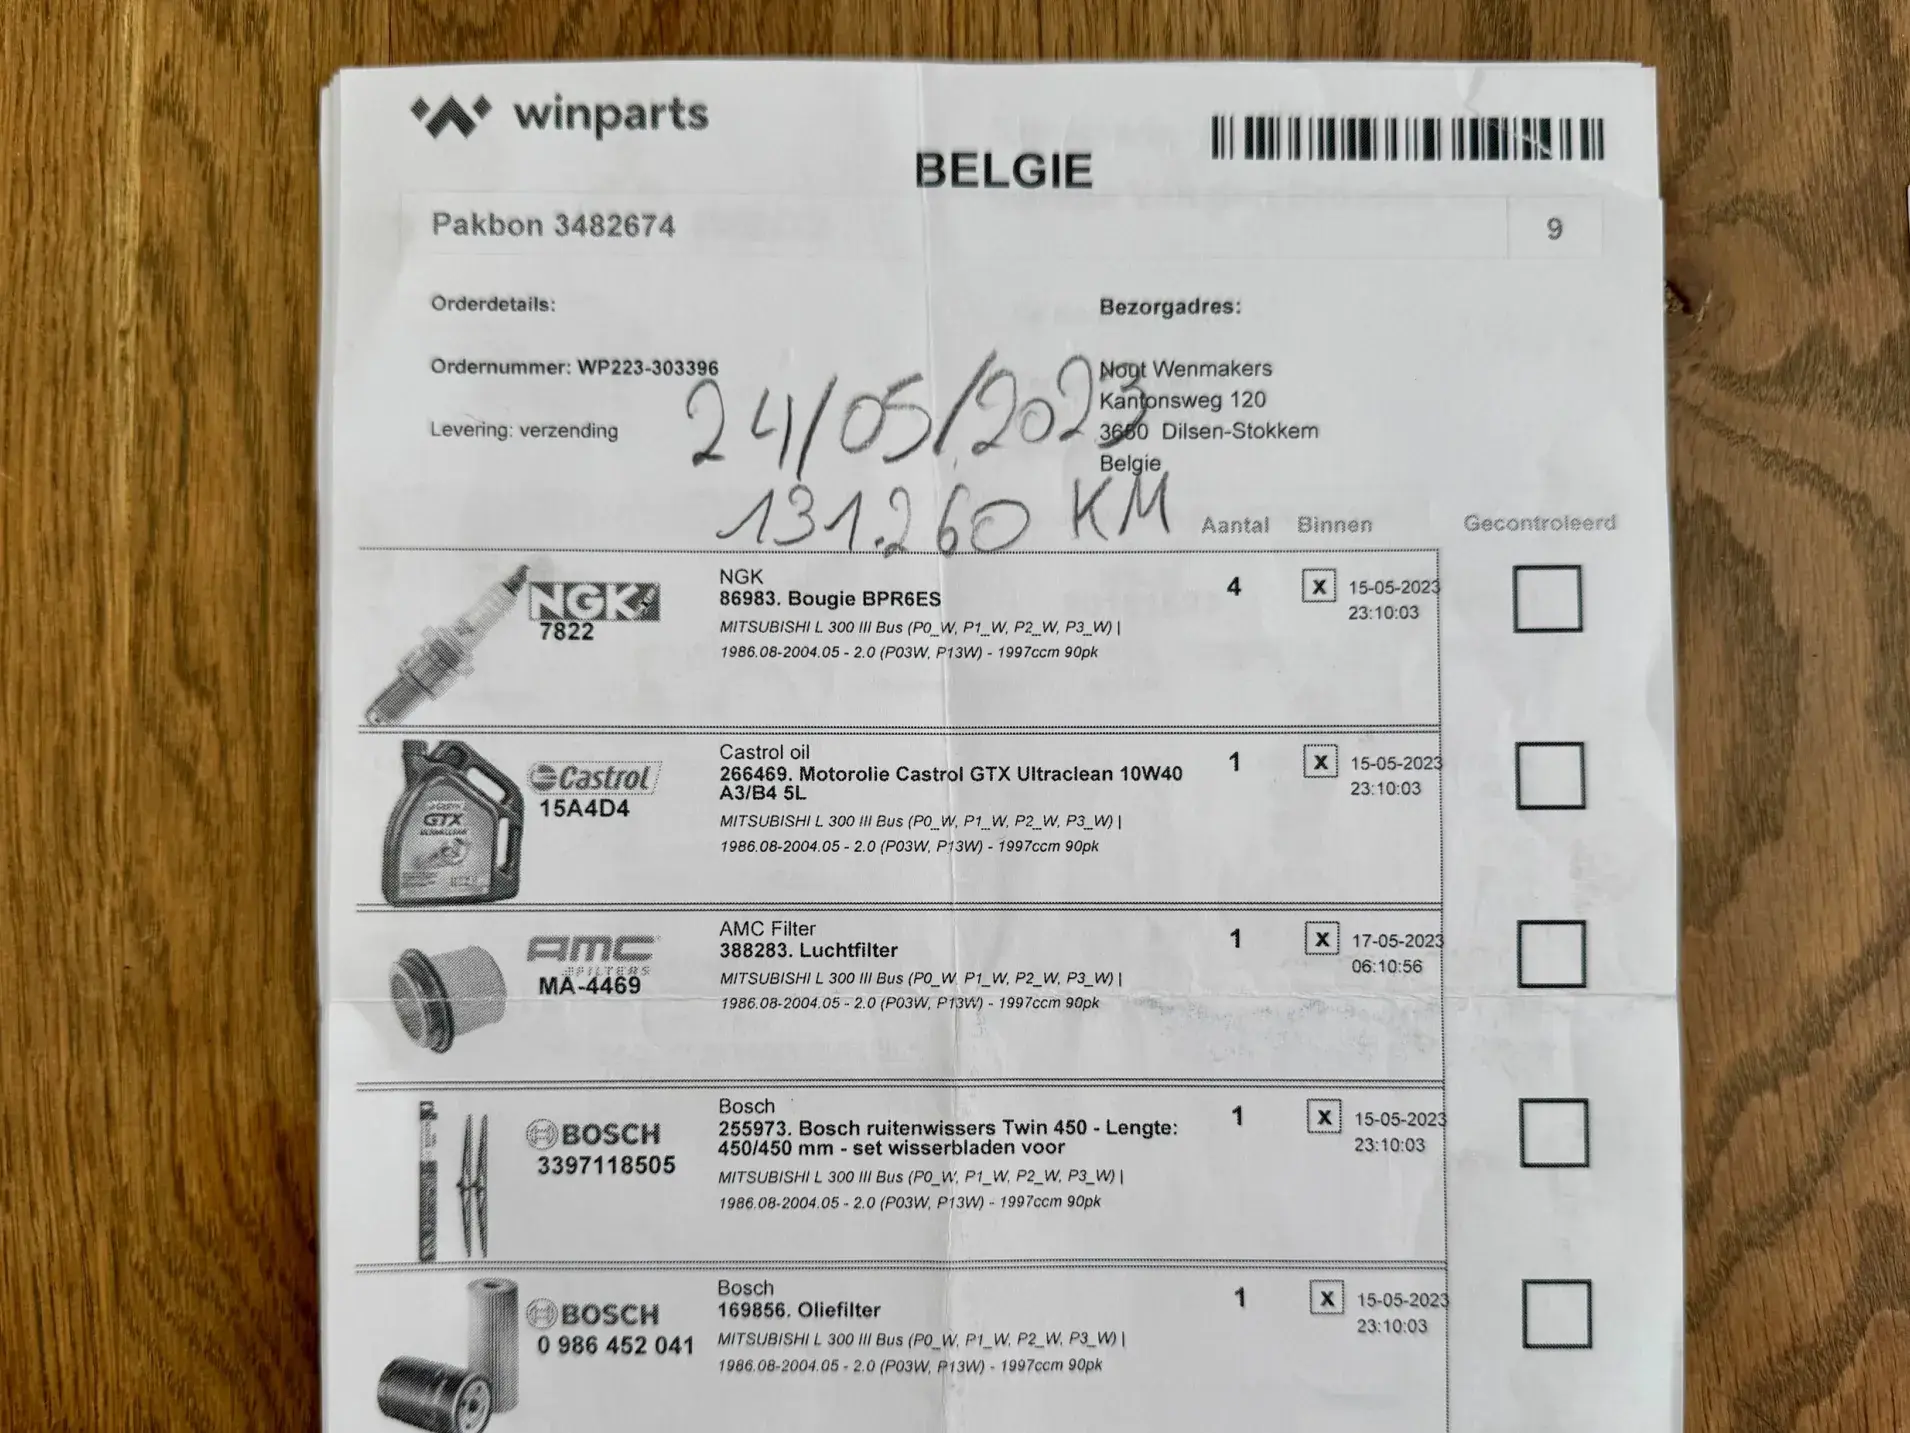 winparts
BELGIE
Pakbon 3482674
9
Orderdetails:
Bezorgadres:
Ordernummer: WP223-303396
Levering: verzending
Nout Wenmakers
Kantonsweg 120
3650 Dilsen-Stokkem
Belgie
24/05/2023
131.260 KM
Aantal Binnen Gecontroleerd
NGK
7822
NGK
86983. Bougie BPR6ES
MITSUBISHI L 300 III Bus (P0_W, P1_W, P2_W, P3_W) |
1986.08-2004.05 - 2.0 (P03W, P13W) - 1997ccm 90pk
4
X
15-05-2023
23:10:03
GTX
Castrol
15A4D4
Castrol oil
266469. Motorolie Castrol GTX Ultraclean 10W40
A3/B4 5L
MITSUBISHI L 300 III Bus (P0_W, P1_W, P2_W, P3_W) |
1986.08-2004.05 - 2.0 (P03W, P13W) - 1997ccm 90pk
1
X
15-05-2023
23:10:03
AMC
FILTERS
MA-4469
AMC Filter
388283. Luchtfilter
MITSUBISHI L 300 III Bus (P0_W, P1_W, P2_W, P3_W) |
1986.08-2004.05 - 2.0 (P03W, P13W) - 1997ccm 90pk
1
X
17-05-2023
06:10:56
BOSCH
3397118505
Bosch
255973. Bosch ruitenwissers Twin 450 - Lengte:
450/450 mm - set wisserbladen voor
MITSUBISHI L 300 III Bus (P0_W, P1_W, P2_W, P3_W) |
1986.08-2004.05 - 2.0 (P03W, P13W) - 1997ccm 90pk
1
X
15-05-2023
23:10:03
BOSCH
0 986 452 041
Bosch
169856. Oliefilter
MITSUBISHI L 300 III Bus (P0_W, P1_W, P2_W, P3_W) |
1986.08-2004.05 - 2.0 (P03W, P13W) - 1997ccm 90pk
1
X
15-05-2023
23:10:03